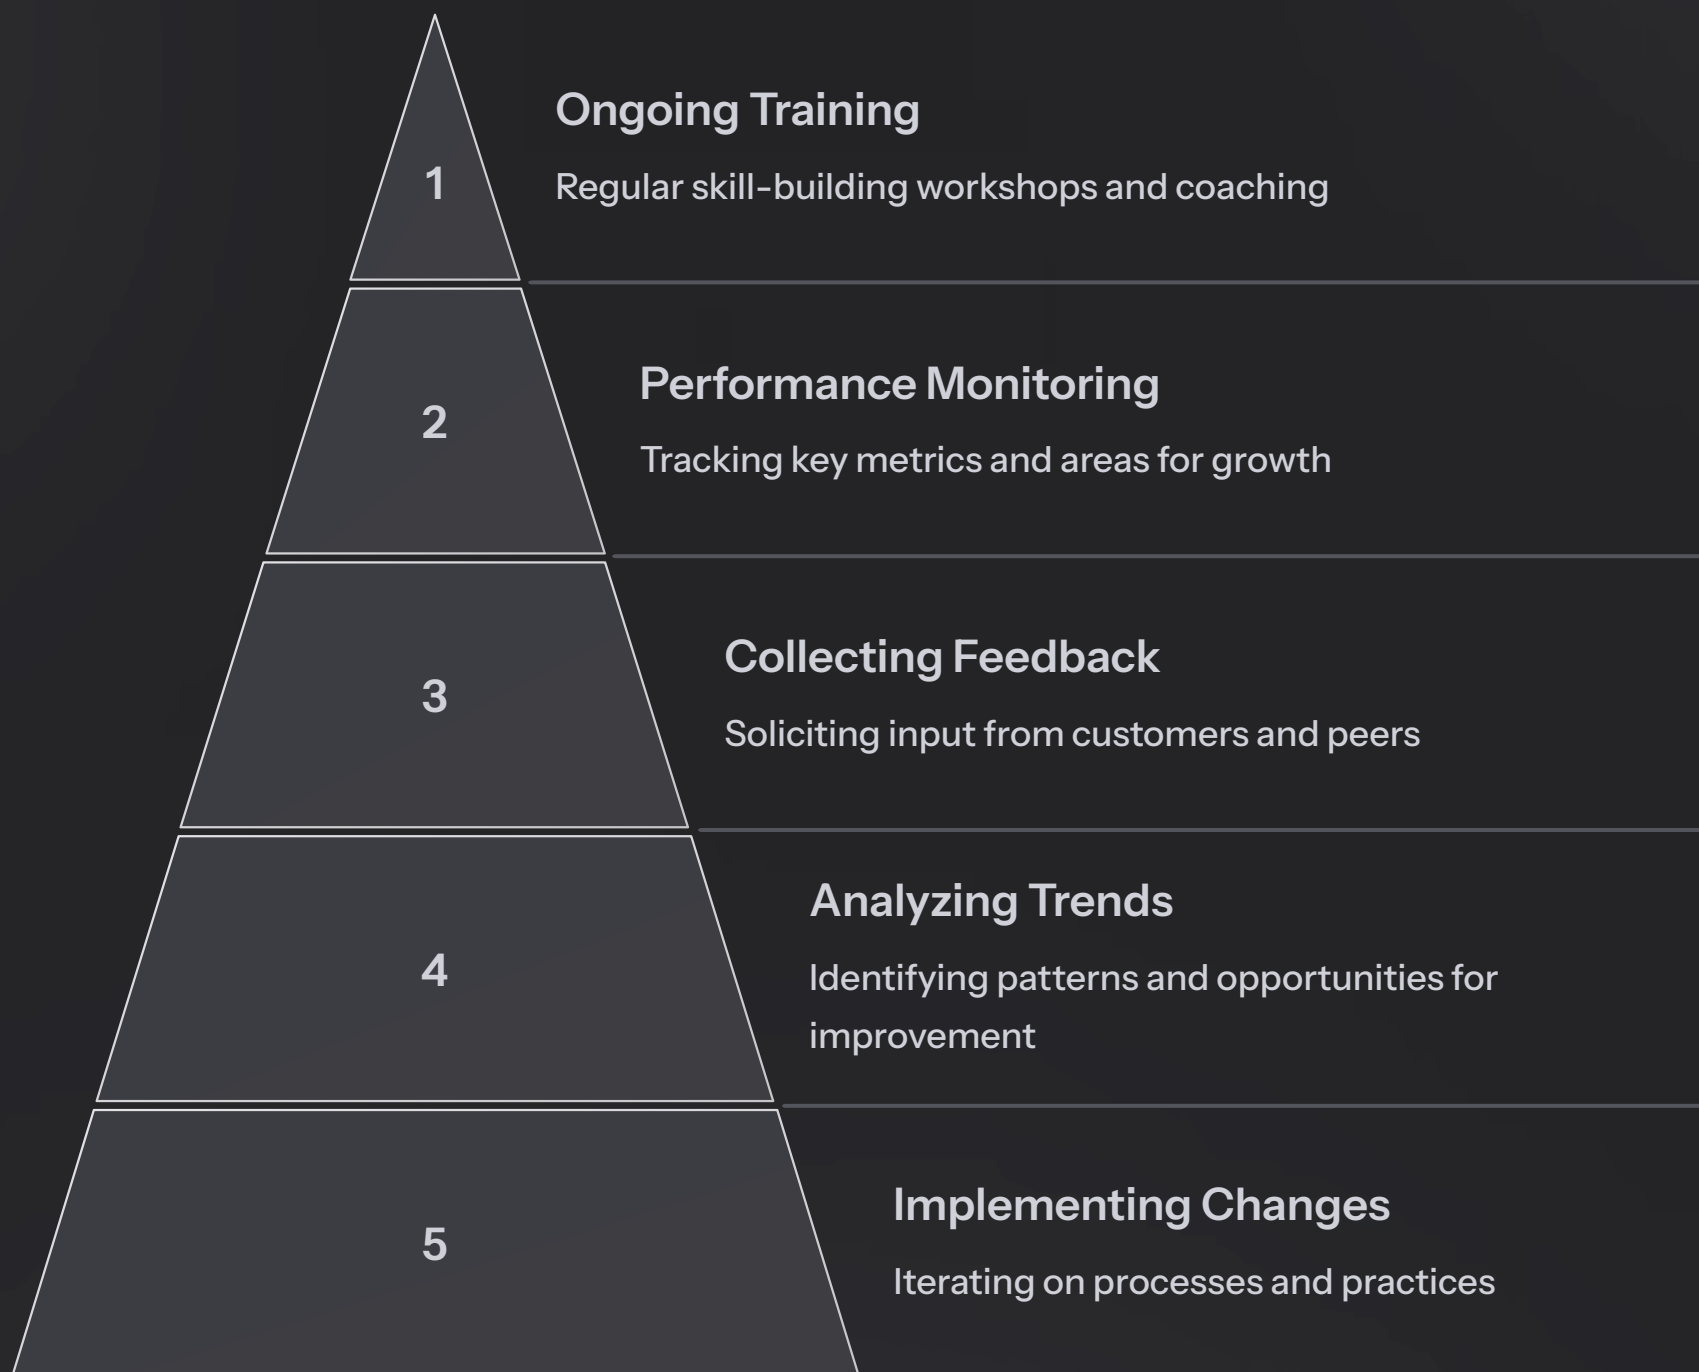 1
Ongoing Training
Regular skill-building workshops and coaching
2
Performance Monitoring
Tracking key metrics and areas for growth
3
Collecting Feedback
Soliciting input from customers and peers
4
Analyzing Trends
Identifying patterns and opportunities for
improvement
5
Implementing Changes
Iterating on processes and practices